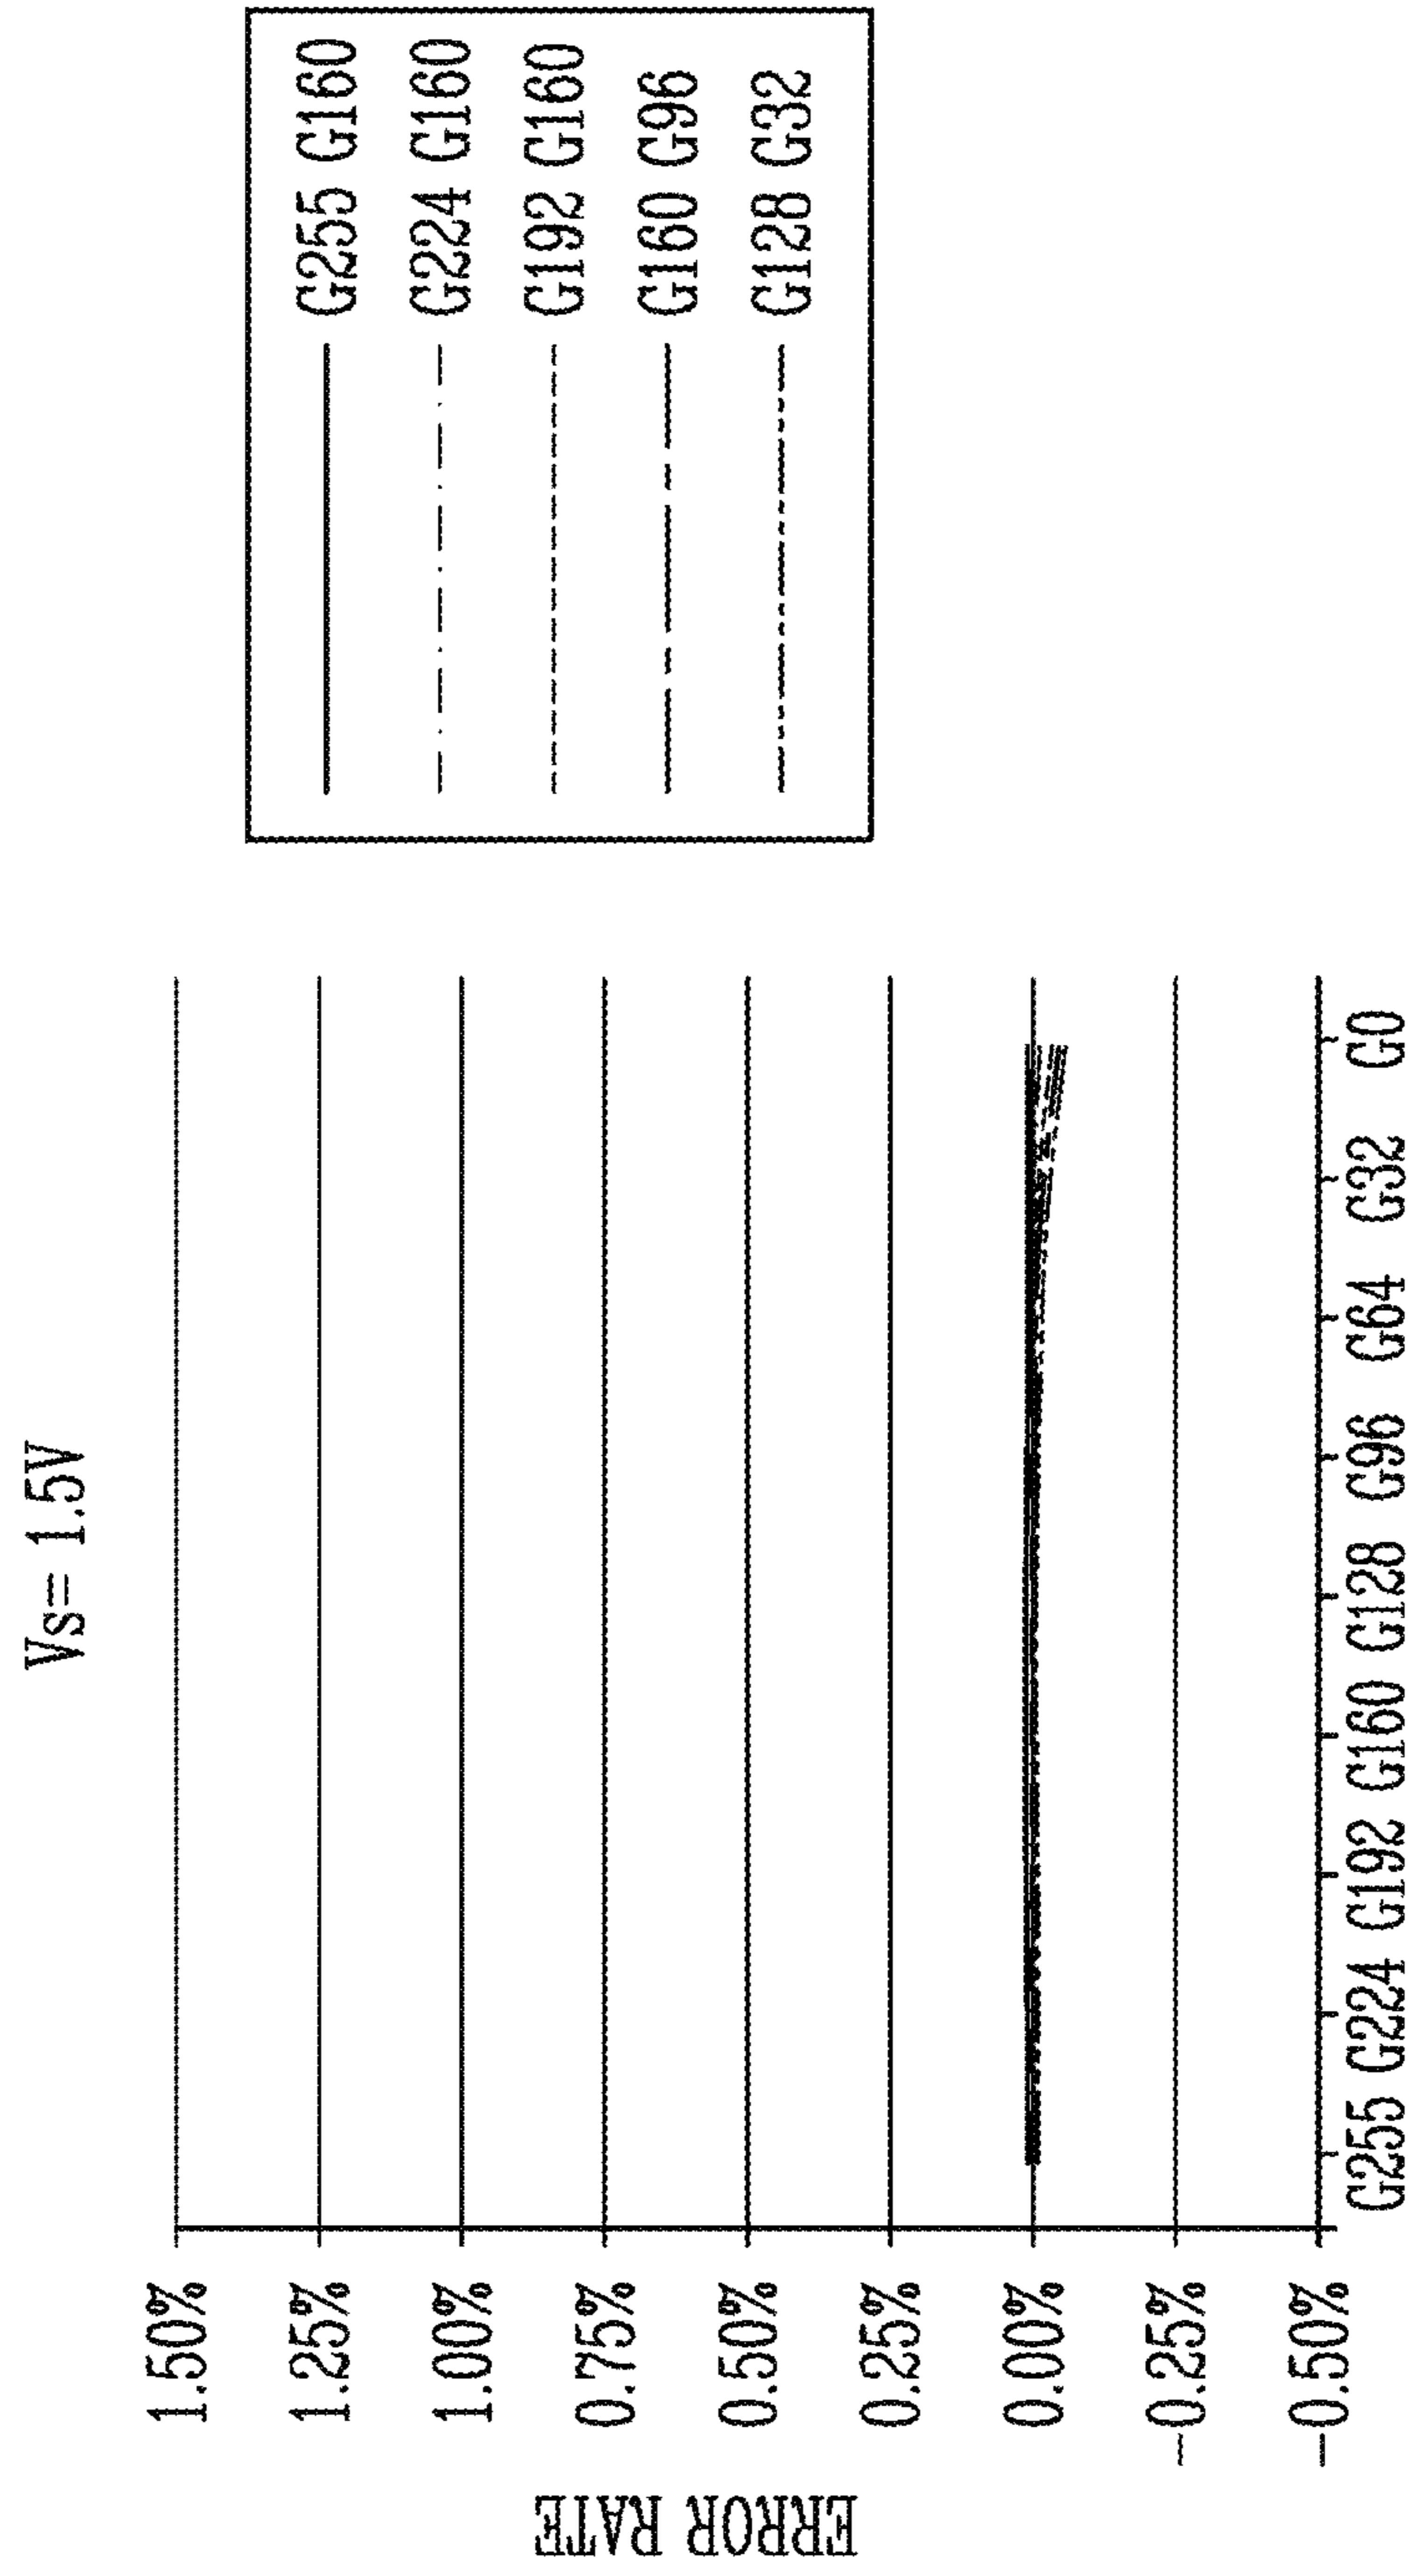 Vs= 1.5V
ERROR RATE
1.50%
1.25%
1.00%
0.75%
0.50%
0.25%
0.00%
-0.25%
-0.50%
G255 G224 G192 G160 G128 G96 G64 G32 G0
G255 G160
G224 G160
G192 G160
G160 G96
G128 G32